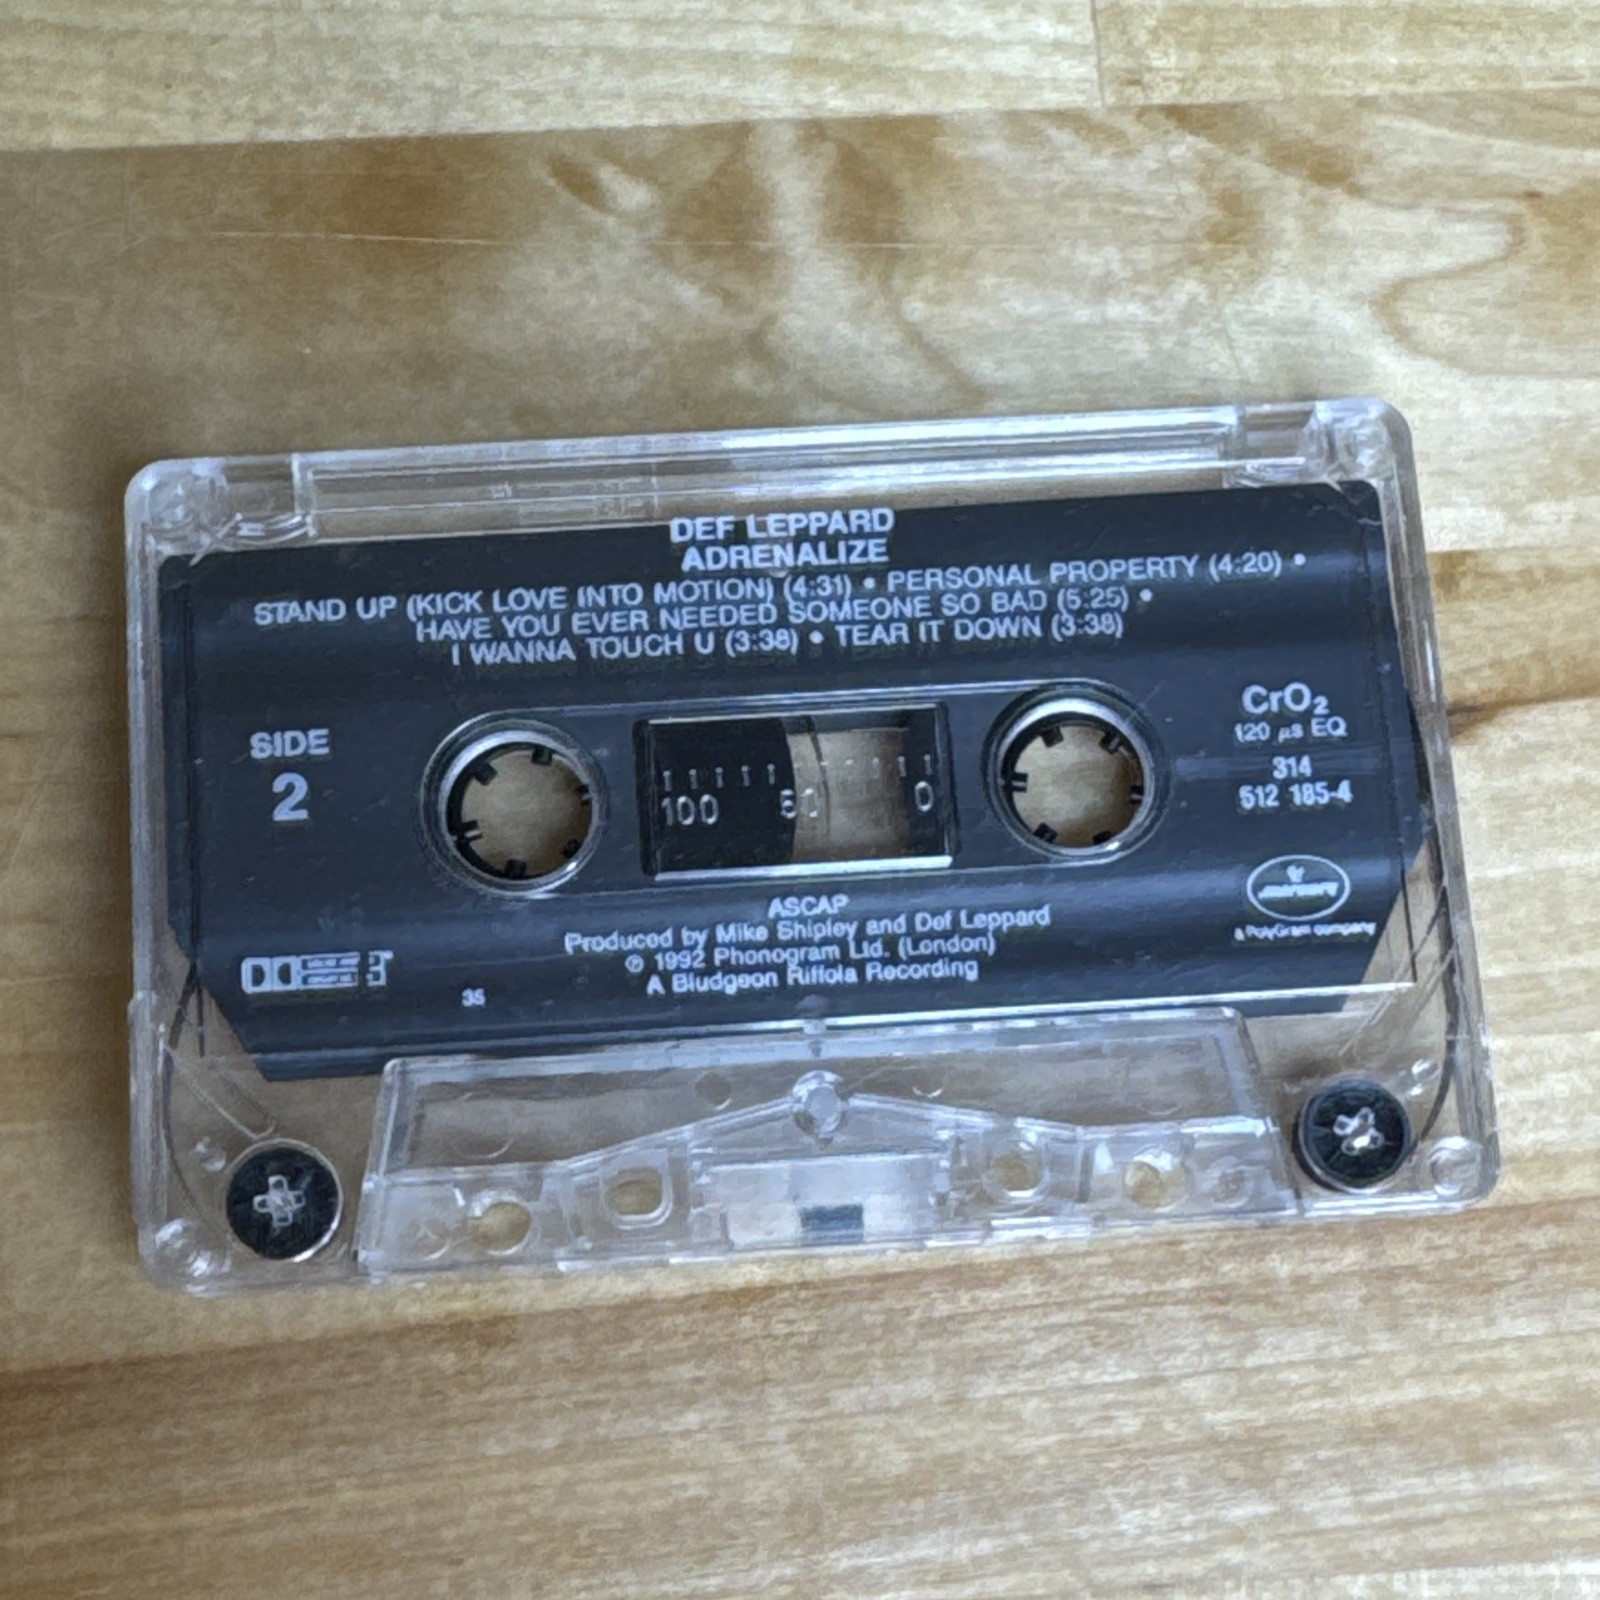 DEF LEPPARD
ADRENALIZE
STAND UP (KICK LOVE INTO MOTION) (4:31) • PERSONAL PROPERTY (4:20) •
HAVE YOU EVER NEEDED SOMEONE SO BAD (5:25) •
I WANNA TOUCH U (3:38) • TEAR IT DOWN (3:38)
SIDE
2
100 50 0
CrO₂
120 µs EQ
314
512 185-4
mercury
a PolyGram company
ASCAP
Produced by Mike Shipley and Def Leppard
℗ 1992 Phonogram Ltd. (London)
A Bludgeon Riffola Recording
35